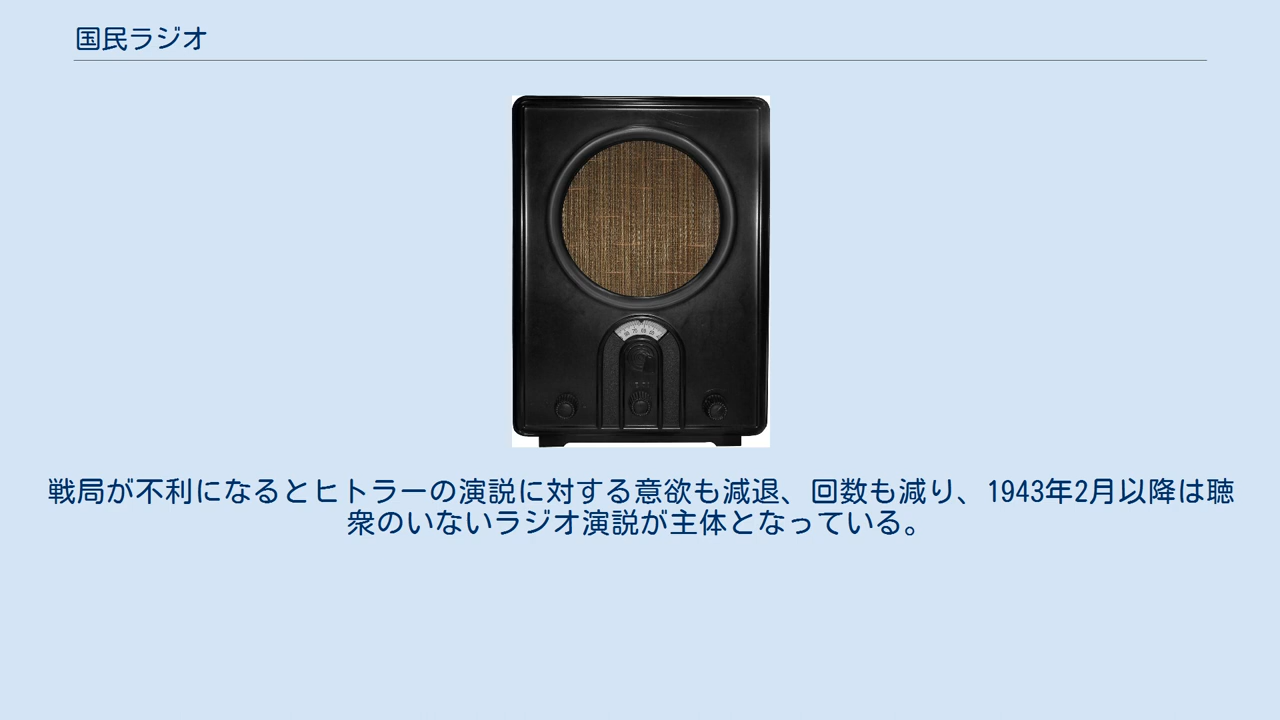 国民ラジオ
戦局が不利になるとヒトラーの演説に対する意欲も減退、回数も減り、1943年2月以降は聴
衆のいないラジオ演説が主体となっている。